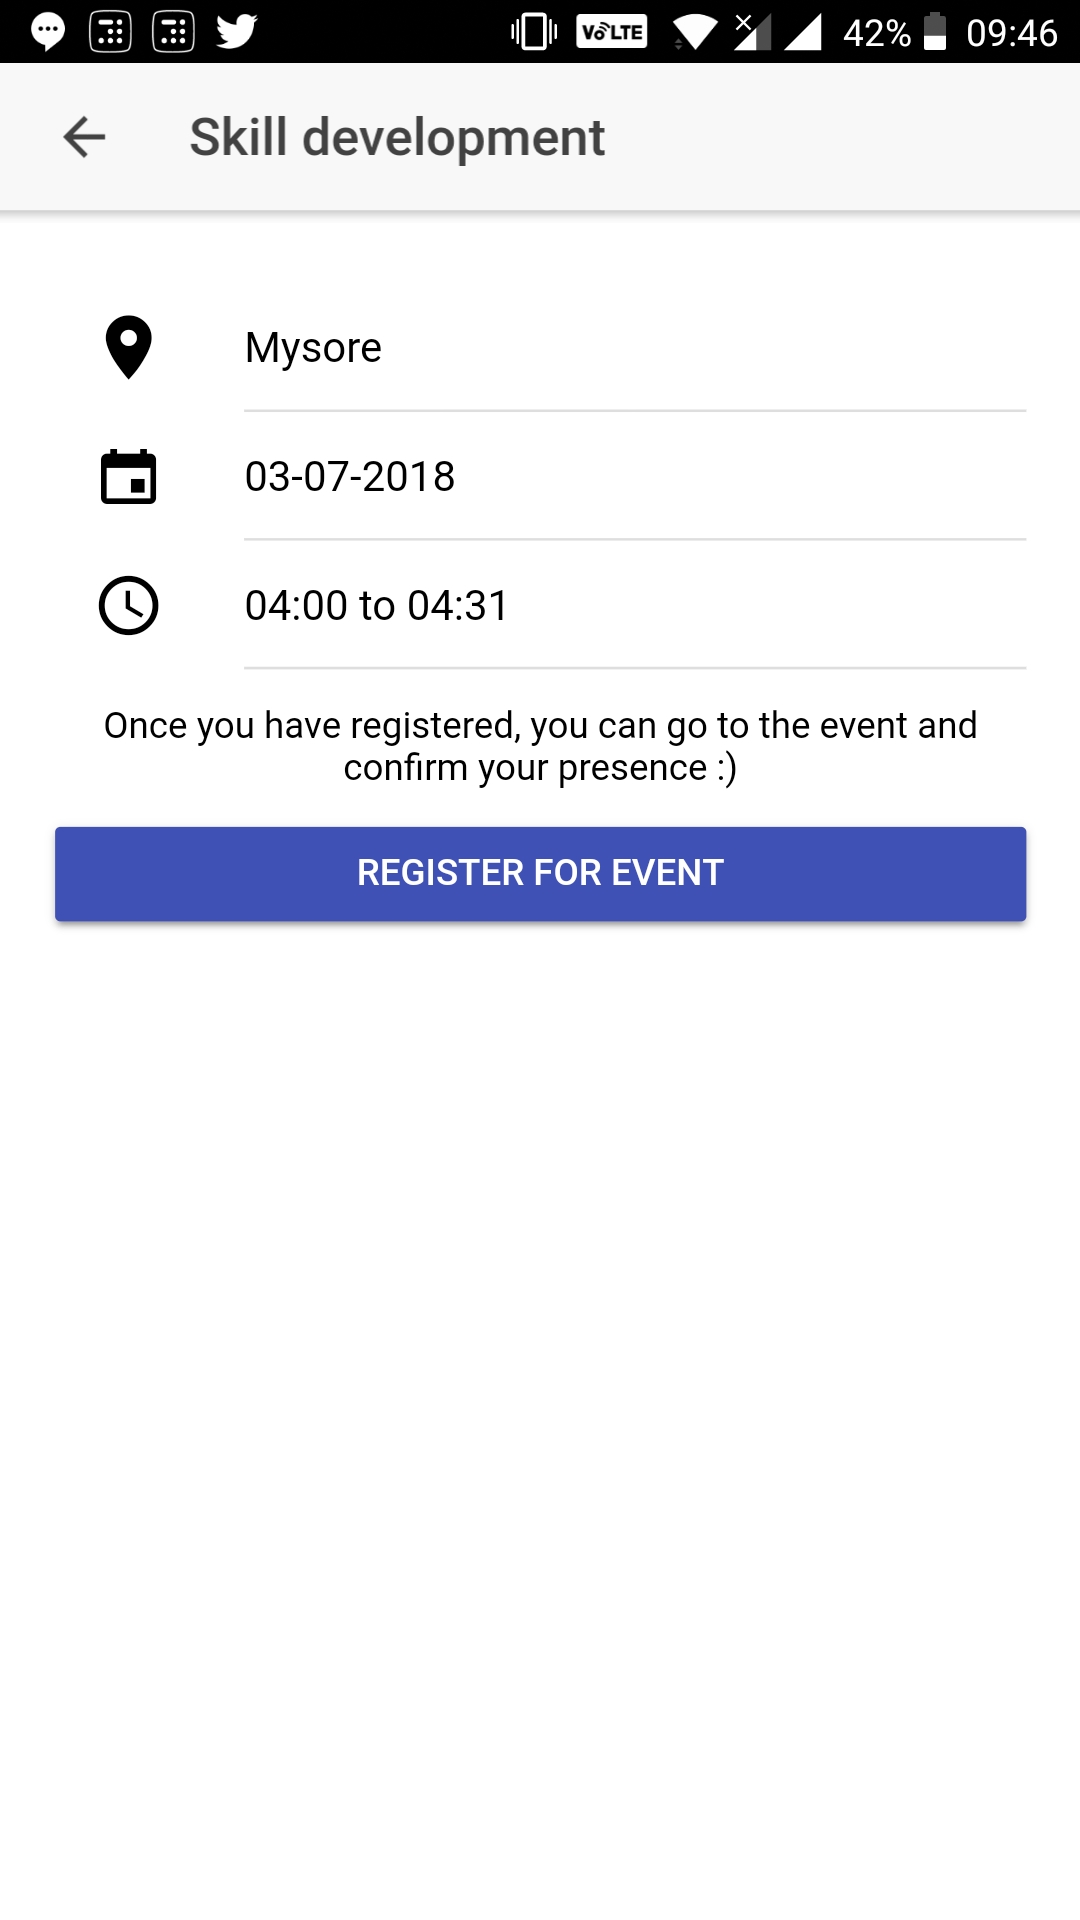 VoLTE 42% 09:46
Skill development
Mysore
03-07-2018
04:00 to 04:31
Once you have registered, you can go to the event and
confirm your presence :)
REGISTER FOR EVENT